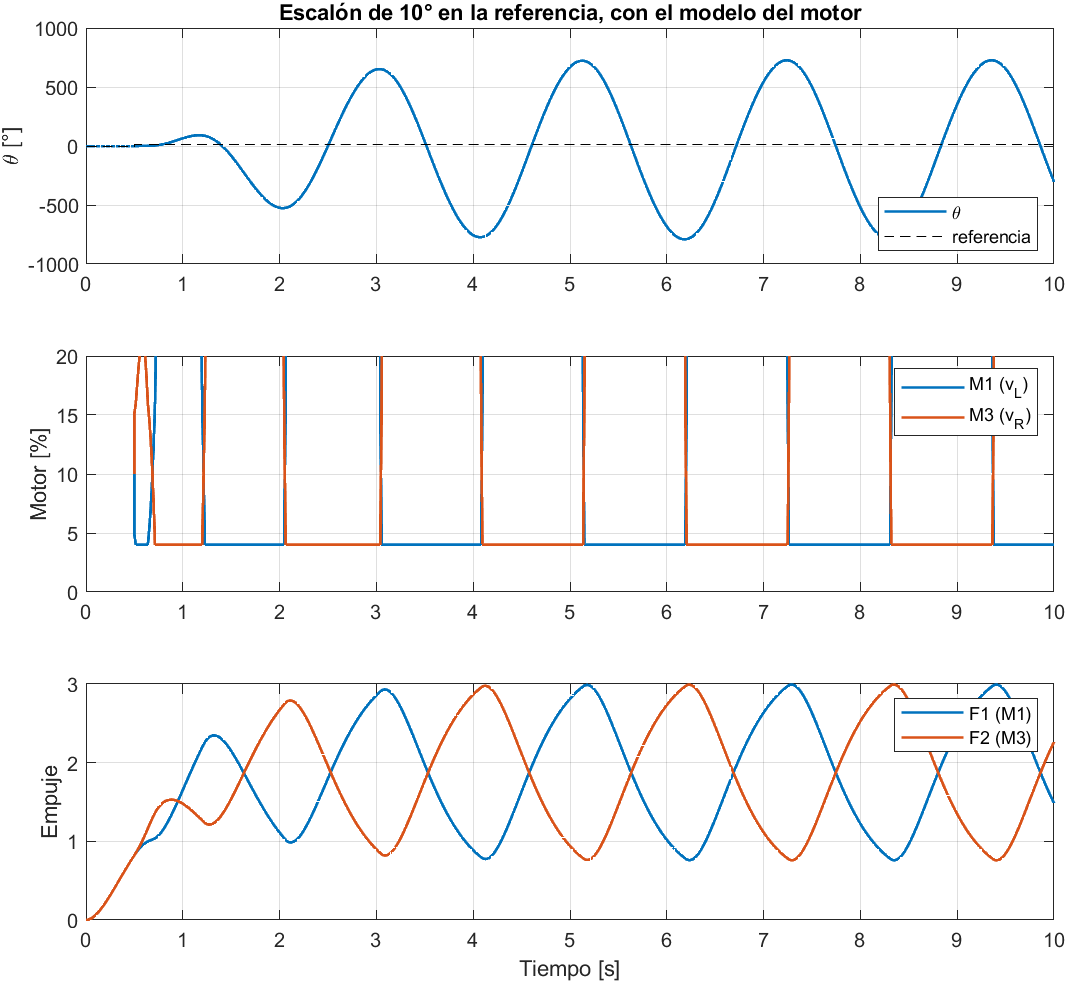 Escalón de 10° en la referencia, con el modelo del motor
1000
500
0
-500
-1000
θ [°]
0 1 2 3 4 5 6 7 8 9 10
θ
referencia
20
15
10
5
0
Motor [%]
0 1 2 3 4 5 6 7 8 9 10
M1 (v_L)
M3 (v_R)
3
2
1
0
Empuje
0 1 2 3 4 5 6 7 8 9 10
F1 (M1)
F2 (M3)
Tiempo [s]